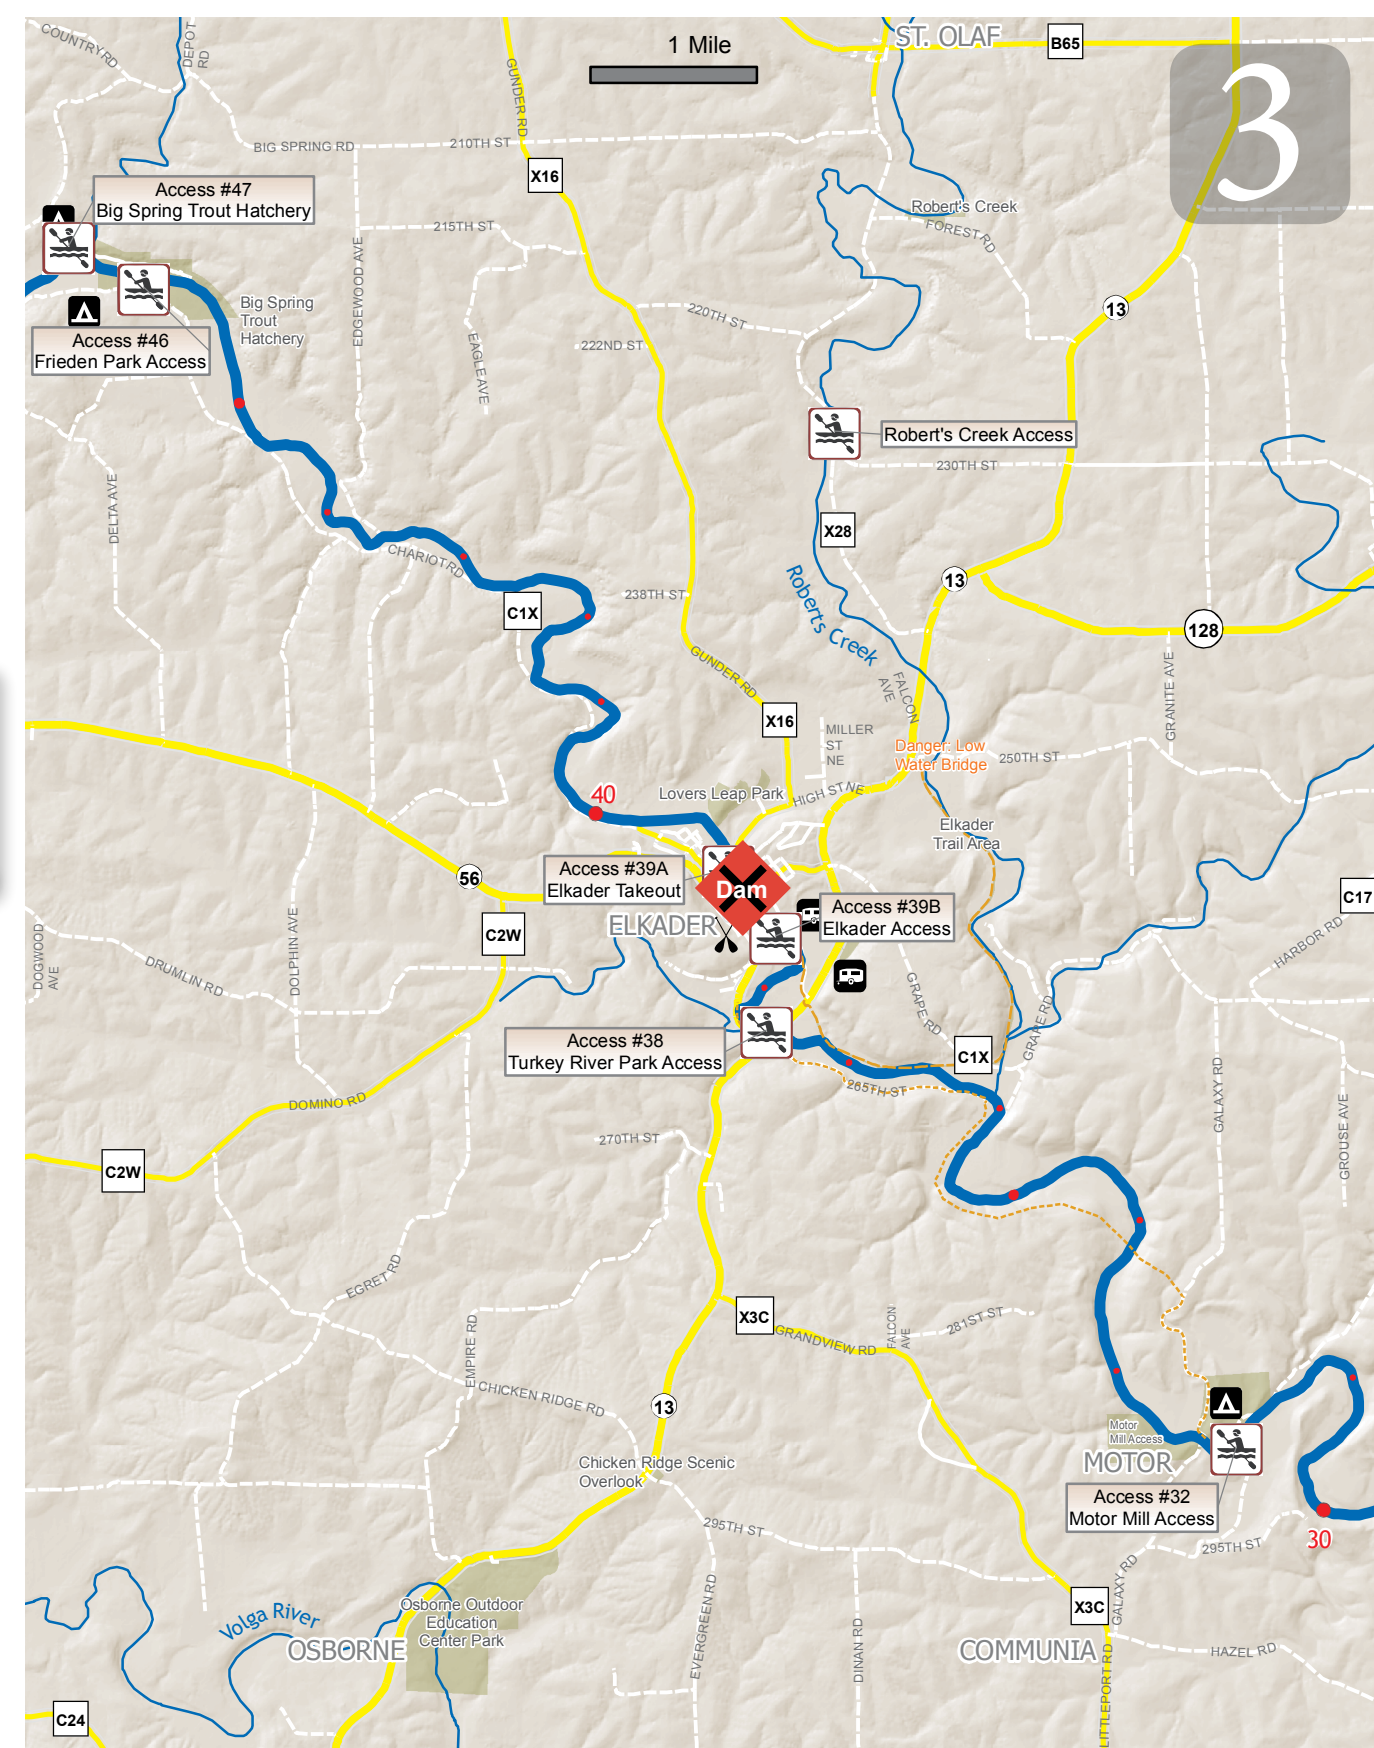 COUNTRY RD
DEPOT
RD
GUNDER RD
1 Mile
ST. OLAF
B65
3
BIG SPRING RD
210TH ST
X16
Access #47
Big Spring Trout Hatchery
215TH ST
Robert's Creek
FOREST RD
EDGEWOOD AVE
Big Spring
Trout
Hatchery
Access #46
Frieden Park Access
EAGLE AVE
220TH ST
222ND ST
13
Robert's Creek Access
230TH ST
DELTA AVE
X28
CHARIOT RD
C1X
238TH ST
Roberts Creek
13
128
GUNDER RD
FALCON
AVE
GRANITE AVE
X16
MILLER
ST
NE
Danger: Low
Water Bridge
250TH ST
40
Lovers Leap Park
HIGH ST NE
Elkader
Trail Area
Access #39A
Elkader Takeout
Dam
56
C17
Access #39B
Elkader Access
ELKADER
C2W
DOGWOOD
AVE
DRUMLIN RD
DOLPHIN AVE
HARBOR RD
GRAPE RD
GRAPE RD
Access #38
Turkey River Park Access
C1X
265TH ST
DOMINO RD
GALAXY RD
GROUSE AVE
270TH ST
C2W
EGRET RD
X3C
GRANDVIEW RD
FALCON
AVE
281ST ST
EMPIRE RD
CHICKEN RIDGE RD
13
Motor
Mill Access
MOTOR
Chicken Ridge Scenic
Overlook
Access #32
Motor Mill Access
295TH ST
295TH ST
30
GALAXY RD
EVERGREEN RD
DINAN RD
X3C
Volga River
OSBORNE
Osborne Outdoor
Education
Center Park
COMMUNIA
HAZEL RD
LITTLEPORT RD
C24